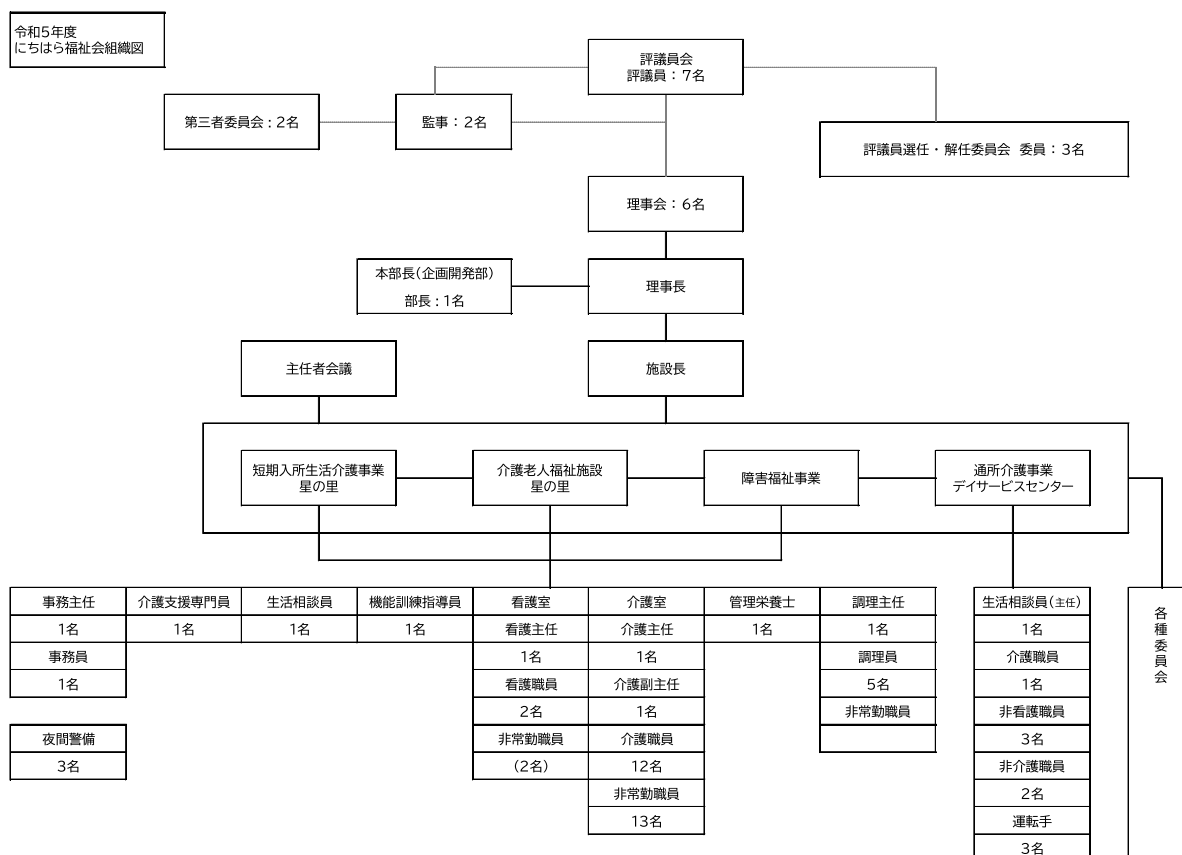 令和5年度
にちはら福祉会組織図
評議員会
評議員：7名
第三者委員会：2名
監事：2名
評議員選任・解任委員会 委員：3名
理事会：6名
本部長(企画開発部)
部長：1名
理事長
主任者会議
施設長
短期入所生活介護事業
星の里
介護老人福祉施設
星の里
障害福祉事業
通所介護事業
デイサービスセンター
事務主任
1名
事務員
1名
夜間警備
3名
介護支援専門員
1名
生活相談員
1名
機能訓練指導員
1名
看護室
看護主任
1名
看護職員
2名
非常勤職員
(2名)
介護室
介護主任
1名
介護副主任
1名
介護職員
12名
非常勤職員
13名
管理栄養士
1名
調理主任
1名
調理員
5名
非常勤職員
生活相談員(主任)
1名
介護職員
1名
非看護職員
3名
非介護職員
2名
運転手
3名
各種委員会